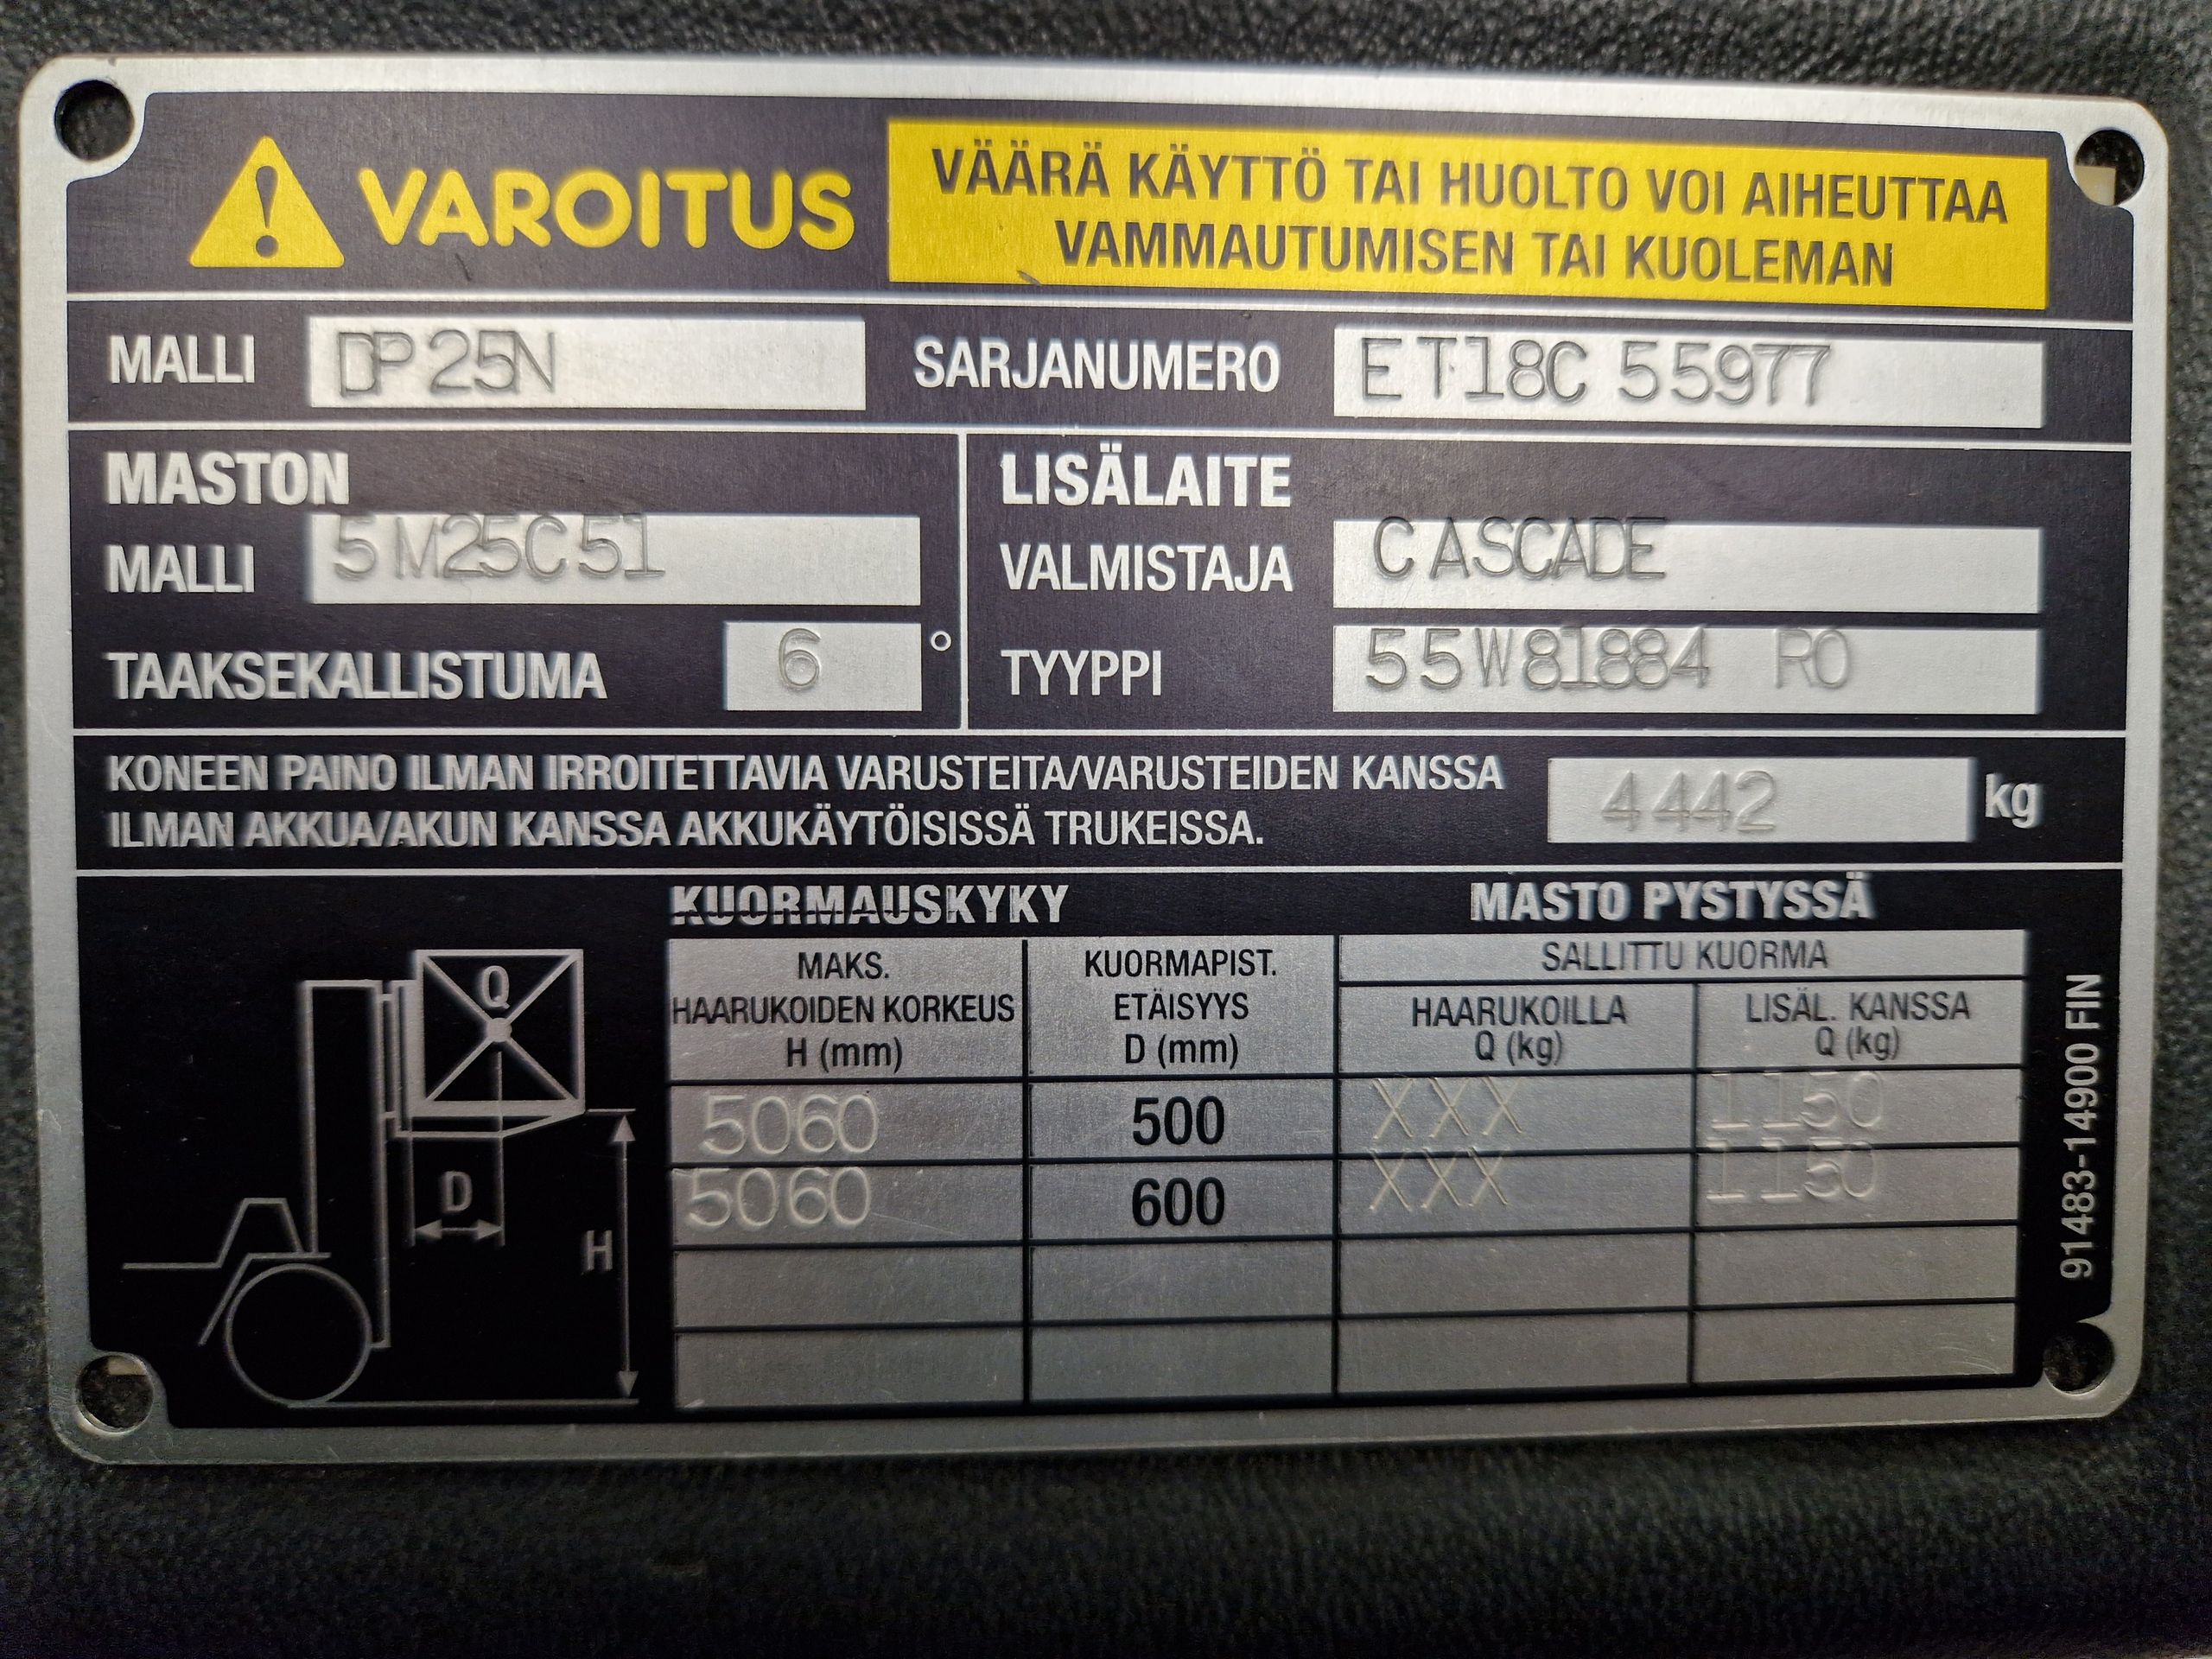 VAROITUS
VÄÄRÄ KÄYTTÖ TAI HUOLTO VOI AIHEUTTAA
VAMMAUTUMISEN TAI KUOLEMAN
MALLI DP25N SARJANUMERO ET18C55977
MASTON
MALLI 5M25C51
TAAKSEKALLISTUMA 6 °
LISÄLAITE
VALMISTAJA CASCADE
TYYPPI 55W81884 RO
KONEEN PAINO ILMAN IRROITETTAVIA VARUSTEITA/VARUSTEIDEN KANSSA
ILMAN AKKUA/AKUN KANSSA AKKUKÄYTÖISISSÄ TRUKEISSA.
4442 kg
KUORMAUSKYKY MASTO PYSTYSSÄ
MAKS.
HAARUKOIDEN KORKEUS
H (mm)
KUORMAPIST.
ETÄISYYS
D (mm)
SALLITTU KUORMA
HAARUKOILLA
Q (kg)
LISÄL. KANSSA
Q (kg)
5060 500 XXX 1150
5060 600 XXX 1150
Q
D
H
91483-14900 FIN